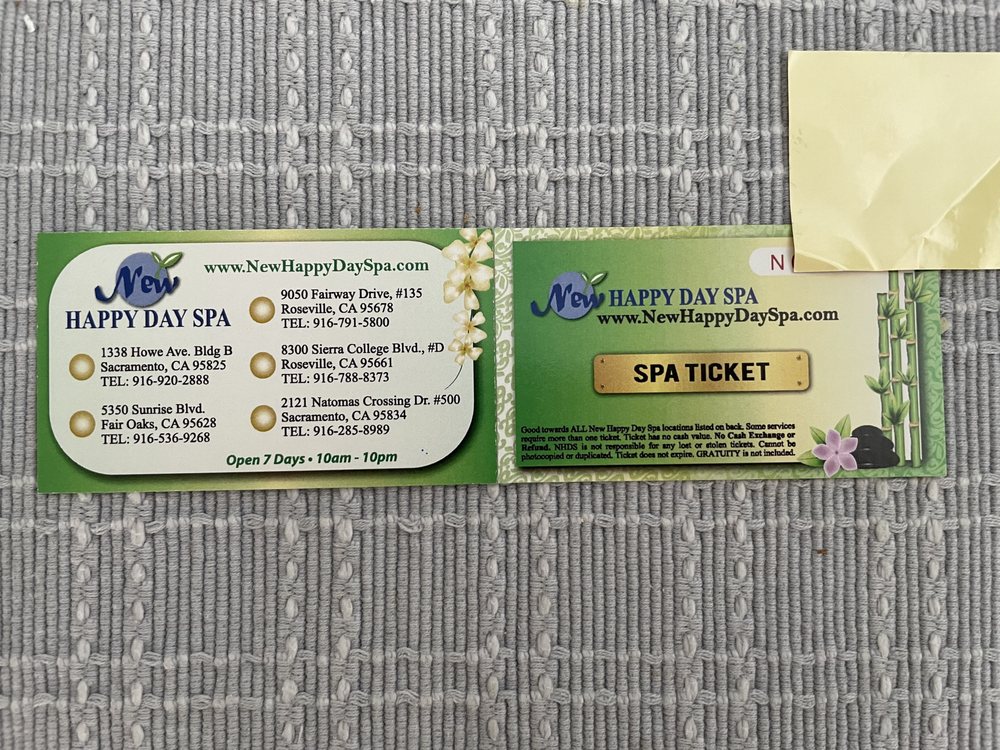 New
HAPPY DAY SPA
www.NewHappyDaySpa.com
1338 Howe Ave. Bldg B
Sacramento, CA 95825
TEL: 916-920-2888
5350 Sunrise Blvd.
Fair Oaks, CA 95628
TEL: 916-536-9268
9050 Fairway Drive, #135
Roseville, CA 95678
TEL: 916-791-5800
8300 Sierra College Blvd., #D
Roseville, CA 95661
TEL: 916-788-8373
2121 Natomas Crossing Dr. #500
Sacramento, CA 95834
TEL: 916-285-8989
Open 7 Days • 10am - 10pm
New HAPPY DAY SPA
www.NewHappyDaySpa.com
SPA TICKET
Good towards ALL New Happy Day Spa locations listed on back. Some services
require more than one ticket. Ticket has no cash value. No Cash Exchange or
Refund. NHDS is not responsible for any lost or stolen tickets. Cannot be
photocopied or duplicated. Ticket does not expire. GRATUITY is not included.